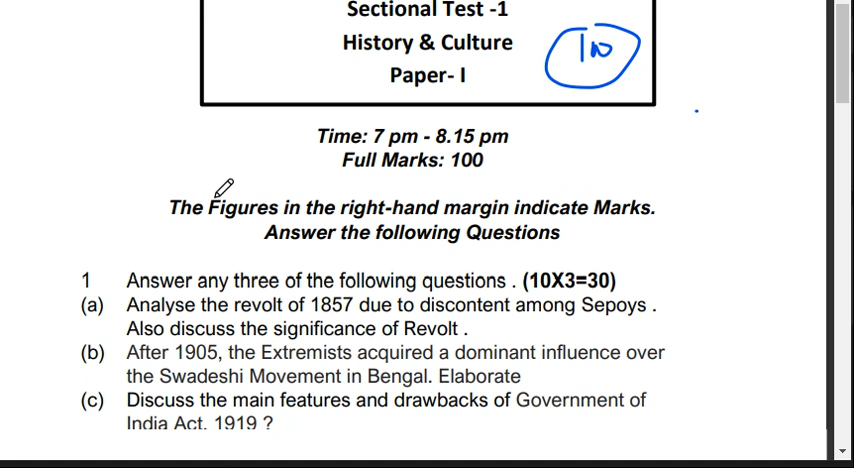 Sectional Test -1
History & Culture
Paper- I
Time: 7 pm - 8.15 pm
Full Marks: 100
The Figures in the right-hand margin indicate Marks.
Answer the following Questions
1 Answer any three of the following questions . (10X3=30)
(a) Analyse the revolt of 1857 due to discontent among Sepoys .
Also discuss the significance of Revolt .
(b) After 1905, the Extremists acquired a dominant influence over
the Swadeshi Movement in Bengal. Elaborate
(c) Discuss the main features and drawbacks of Government of
India Act, 1919 ?